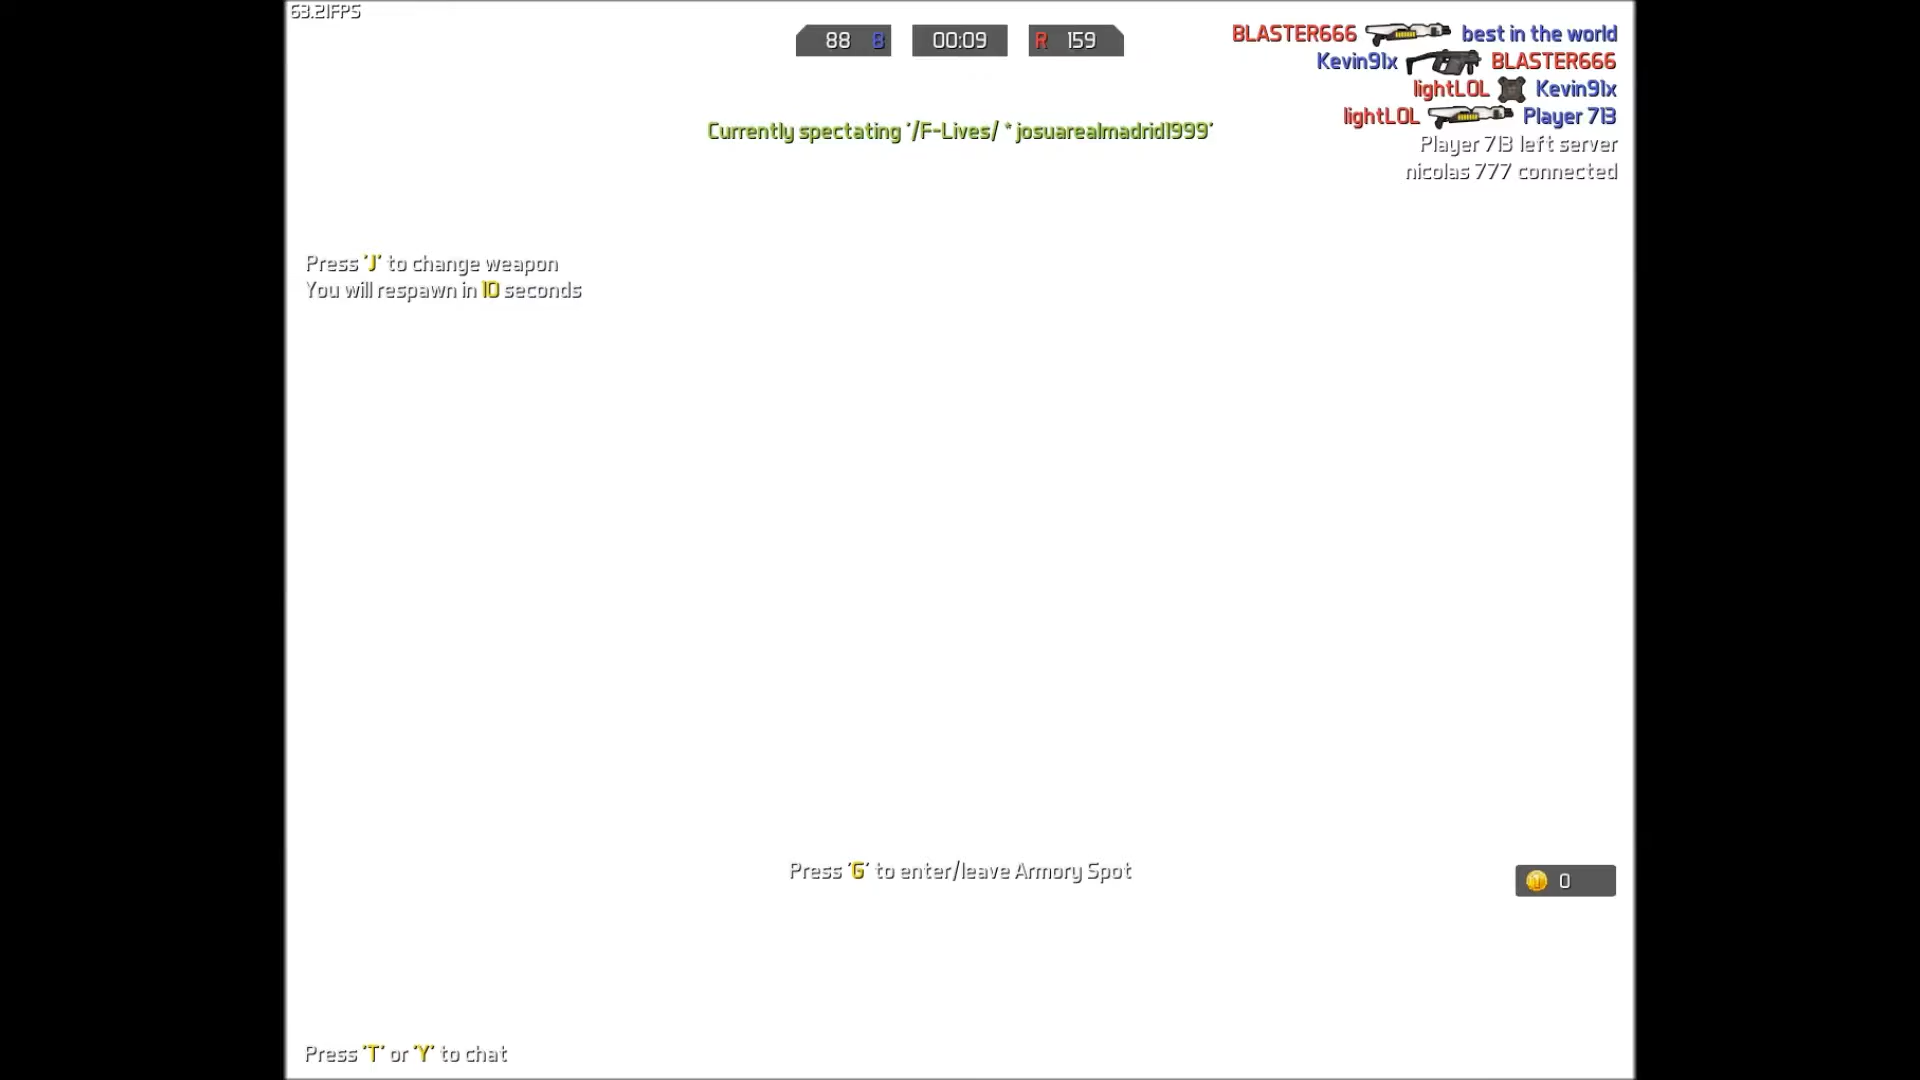 63.21FPS
88 B 00:09 R 159
BLASTER666 best in the world
Kevin91x BLASTER666
lightLOL Kevin91x
lightLOL Player 713
Player 713 left server
nicolas 777 connected
Currently spectating '/F-Lives/ * josuarealmadrid1999'
Press 'J' to change weapon
You will respawn in 10 seconds
Press 'G' to enter/leave Armory Spot
0
Press 'T' or 'Y' to chat